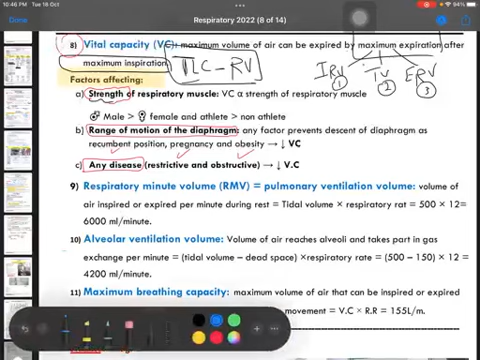 10:46 PM Tue 18 Oct
94%
Done
Respiratory 2022 (8 of 14)
8) Vital capacity (VC): maximum volume of air can be expired by maximum expiration after
maximum inspiration.
TLC - RV
IRV
TV
ERV
1
2
3
Factors affecting:
a) Strength of respiratory muscle: VC α strength of respiratory muscle
♂ Male > ♀ female and athlete > non athlete
b) Range of motion of the diaphragm: any factor prevents descent of diaphragm as
recumbent position, pregnancy and obesity → ↓ VC
c) Any disease (restrictive and obstructive) → ↓ V.C
9) Respiratory minute volume (RMV) = pulmonary ventilation volume: volume of
air inspired or expired per minute during rest = Tidal volume × respiratory rat = 500 × 12=
6000 ml/minute.
10) Alveolar ventilation volume: Volume of air reaches alveoli and takes part in gas
exchange per minute = (tidal volume – dead space) ×respiratory rate = (500 – 150) × 12 =
4200 ml/minute.
11) Maximum breathing capacity: maximum volume of air that can be inspired or expired
movement = V.C × R.R = 155L/m.